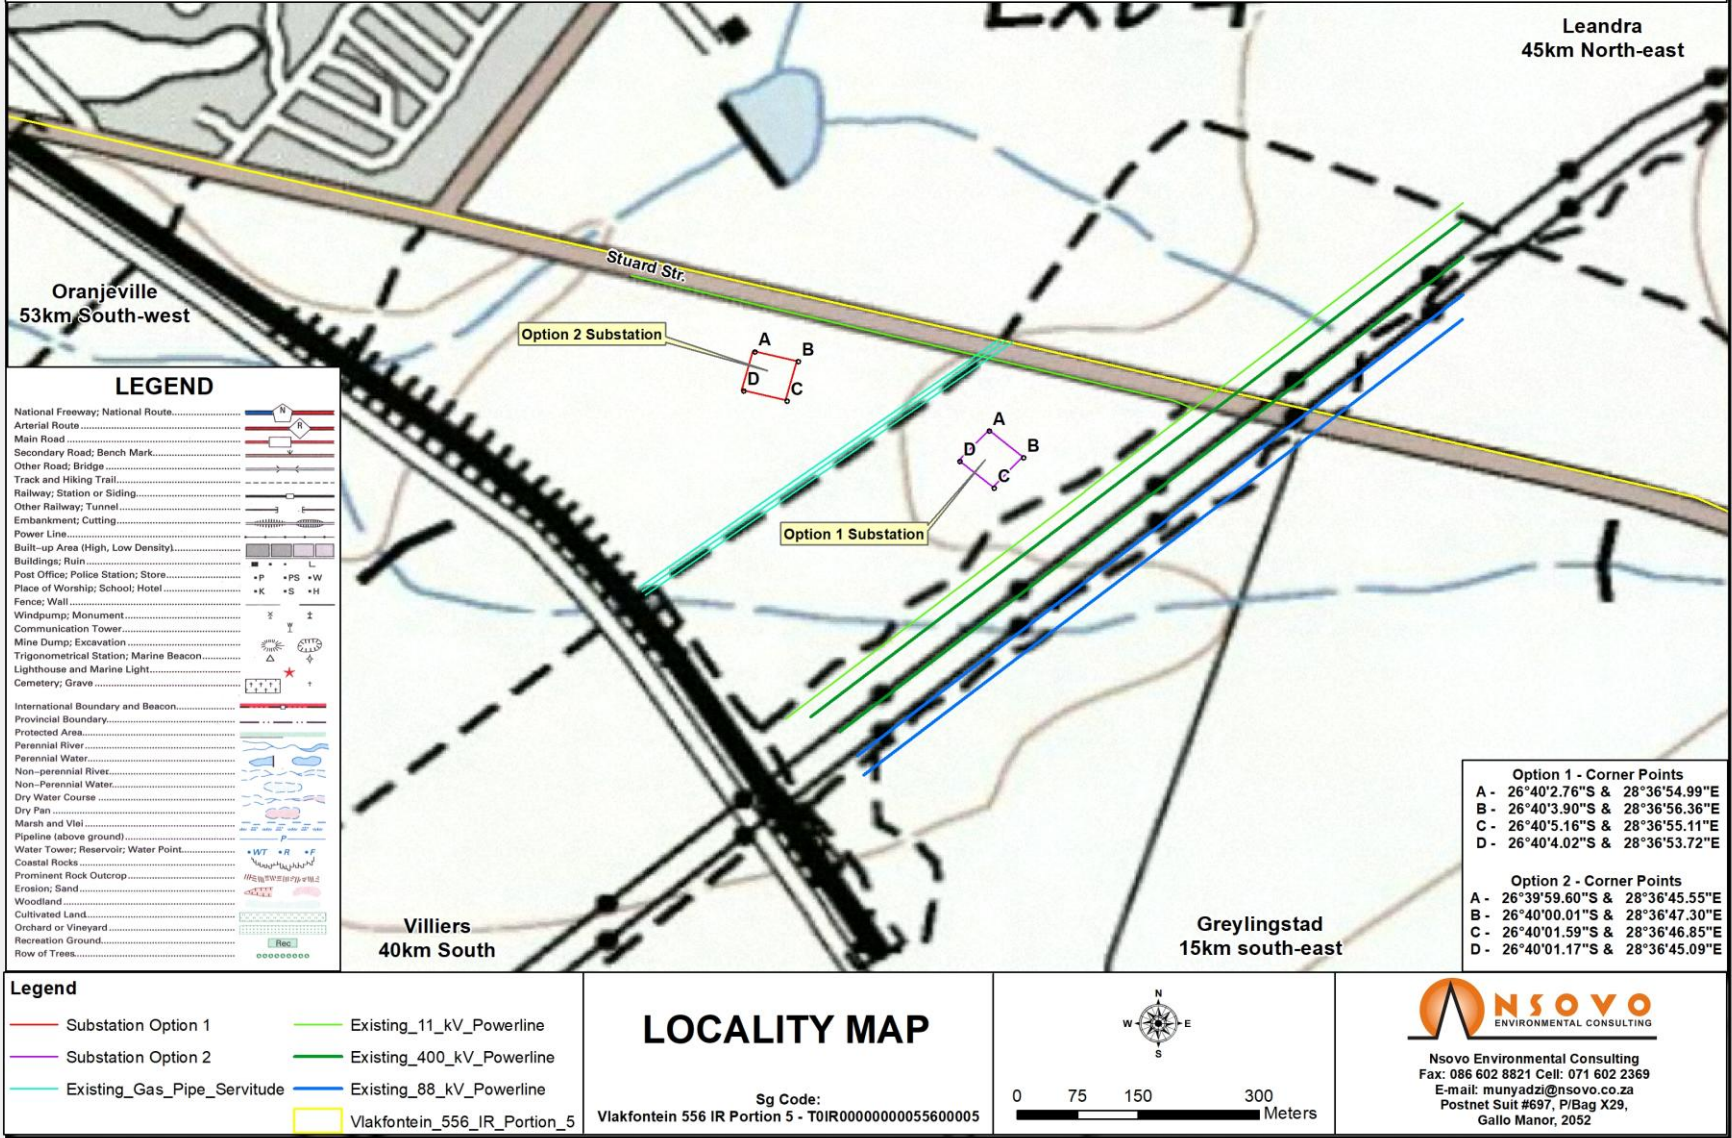 Leandra
45km North-east
Stuard Str.
Oranjeville
53km South-west
Option 2 Substation
A
B
D
C
A
B
D
C
Option 1 Substation
LEGEND
National Freeway; National Route
N
Arterial Route
R
Main Road
Secondary Road; Bench Mark
Other Road; Bridge
Track and Hiking Trail
Railway; Station or Siding
Other Railway; Tunnel
Embankment; Cutting
Power Line
Built-up Area (High, Low Density)
Buildings; Ruin
Post Office; Police Station; Store
•P •PS •W
Place of Worship; School; Hotel
•K •S •H
Fence; Wall
Windpump; Monument
Communication Tower
Mine Dump; Excavation
Trigonometrical Station; Marine Beacon
Lighthouse and Marine Light
Cemetery; Grave
International Boundary and Beacon
Provincial Boundary
Protected Area
Perennial River
Perennial Water
Non-perennial River
Non-Perennial Water
Dry Water Course
Dry Pan
Marsh and Vlei
Pipeline (above ground)
P
Water Tower; Reservoir; Water Point
•WT •R •F
Coastal Rocks
Prominent Rock Outcrop
Erosion; Sand
Woodland
Cultivated Land
Orchard or Vineyard
Recreation Ground
Rec
Row of Trees
Villiers
40km South
Greylingstad
15km south-east
Option 1 - Corner Points
A - 26°40'2.76"S & 28°36'54.99"E
B - 26°40'3.90"S & 28°36'56.36"E
C - 26°40'5.16"S & 28°36'55.11"E
D - 26°40'4.02"S & 28°36'53.72"E
Option 2 - Corner Points
A - 26°39'59.60"S & 28°36'45.55"E
B - 26°40'00.01"S & 28°36'47.30"E
C - 26°40'01.59"S & 28°36'46.85"E
D - 26°40'01.17"S & 28°36'45.09"E
Legend
Substation Option 1
Substation Option 2
Existing_Gas_Pipe_Servitude
Existing_11_kV_Powerline
Existing_400_kV_Powerline
Existing_88_kV_Powerline
Vlakfontein_556_IR_Portion_5
LOCALITY MAP
Sg Code:
Vlakfontein 556 IR Portion 5 - T0IR00000000055600005
N
W E
S
0 75 150 300
Meters
NSOVO
ENVIRONMENTAL CONSULTING
Nsovo Environmental Consulting
Fax: 086 602 8821 Cell: 071 602 2369
E-mail: munyadzi@nsovo.co.za
Postnet Suit #697, P/Bag X29,
Gallo Manor, 2052